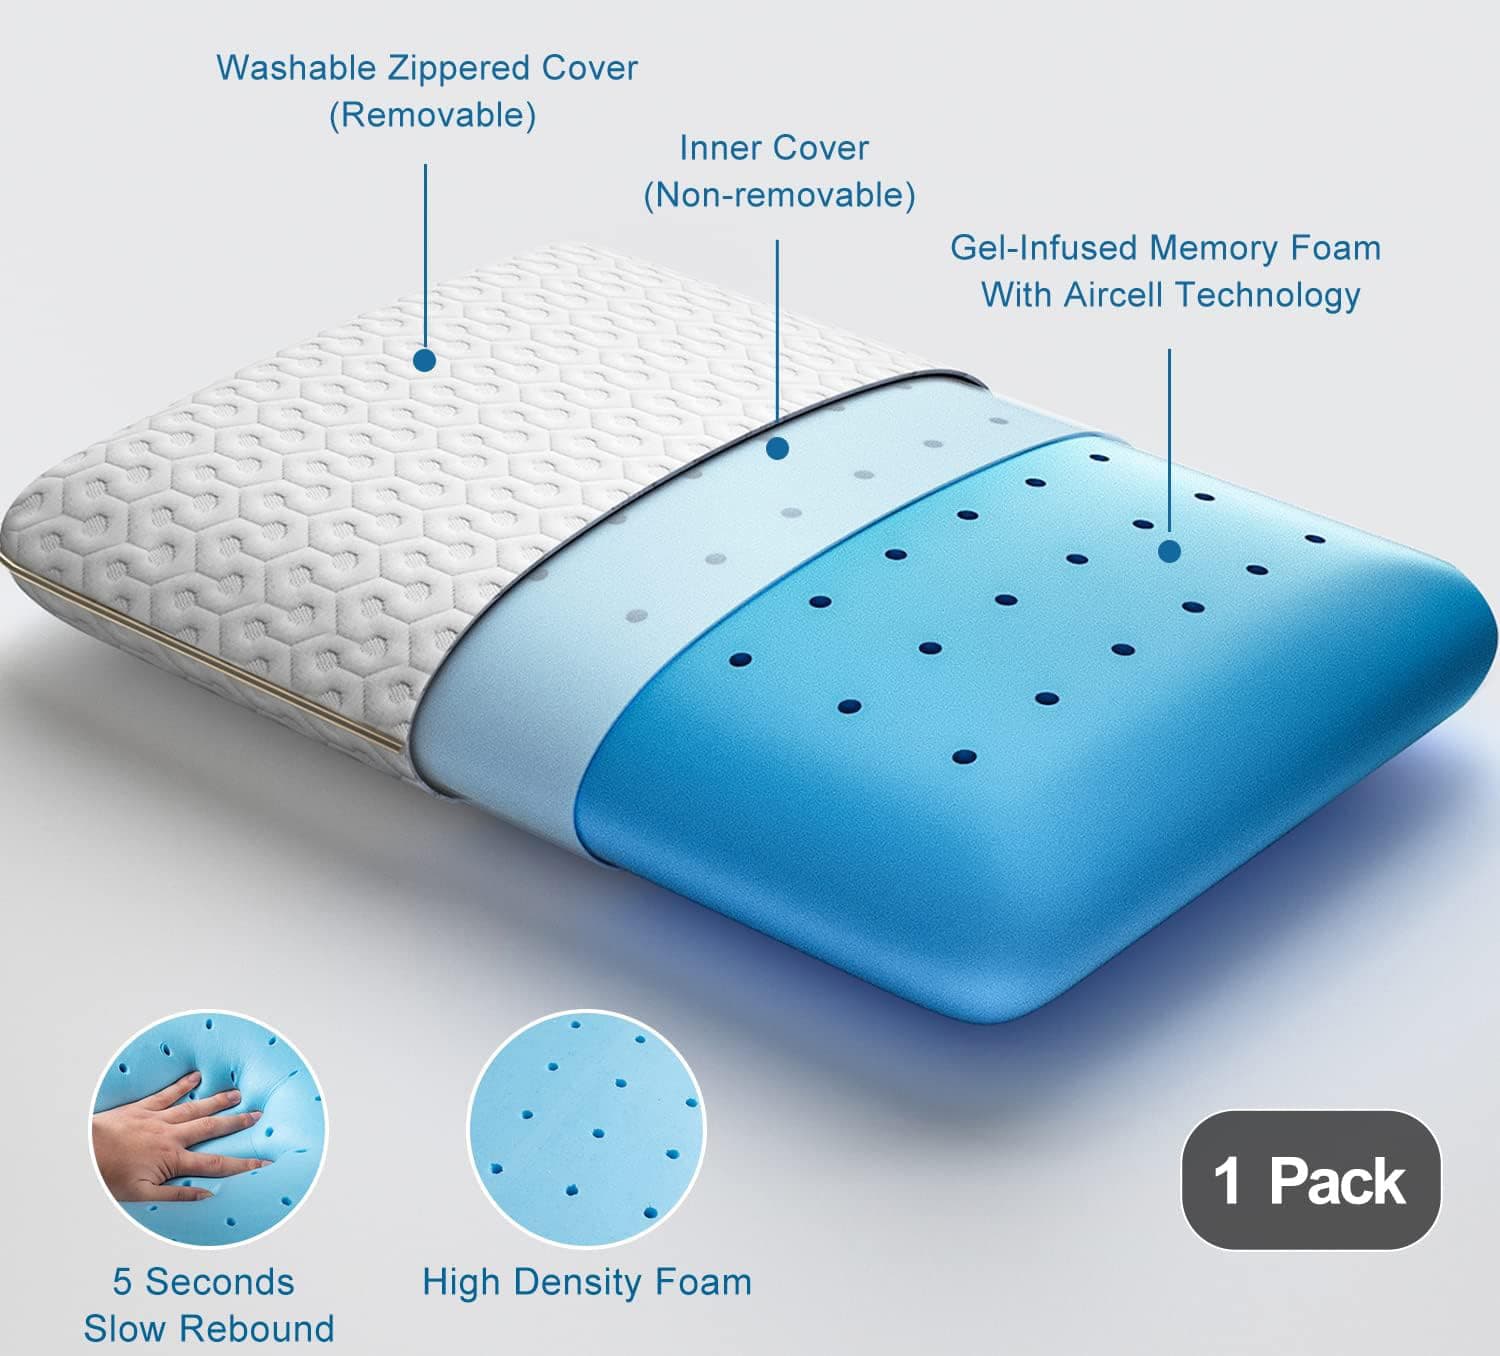 Washable Zippered Cover
(Removable)
Inner Cover
(Non-removable)
Gel-Infused Memory Foam
With Aircell Technology
5 Seconds
Slow Rebound
High Density Foam
1 Pack